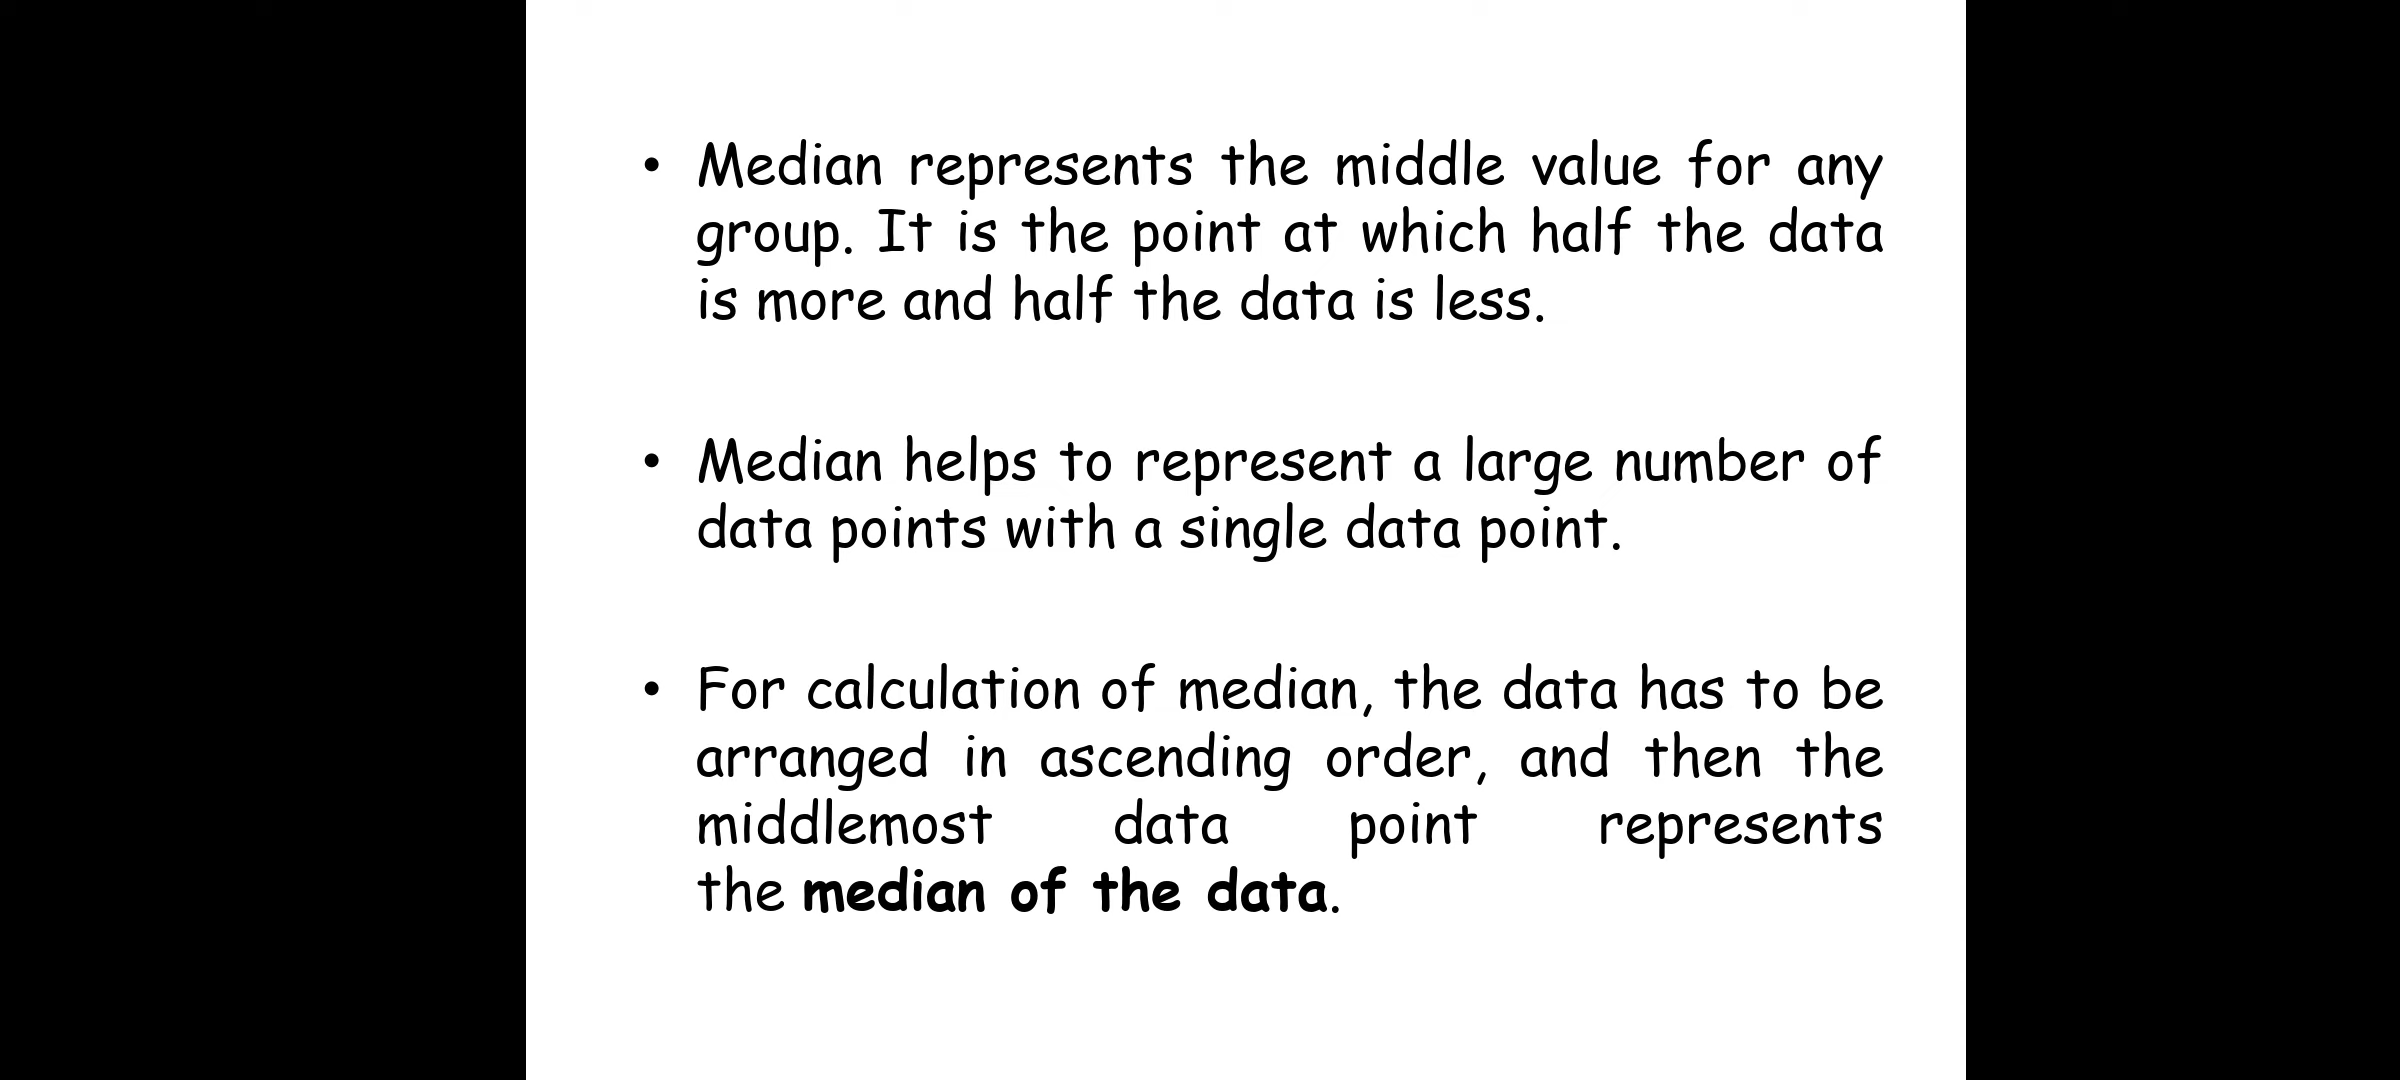 • Median represents the middle value for any
group. It is the point at which half the data
is more and half the data is less.
• Median helps to represent a large number of
data points with a single data point.
• For calculation of median, the data has to be
arranged in ascending order, and then the
middlemost data point represents
the median of the data.